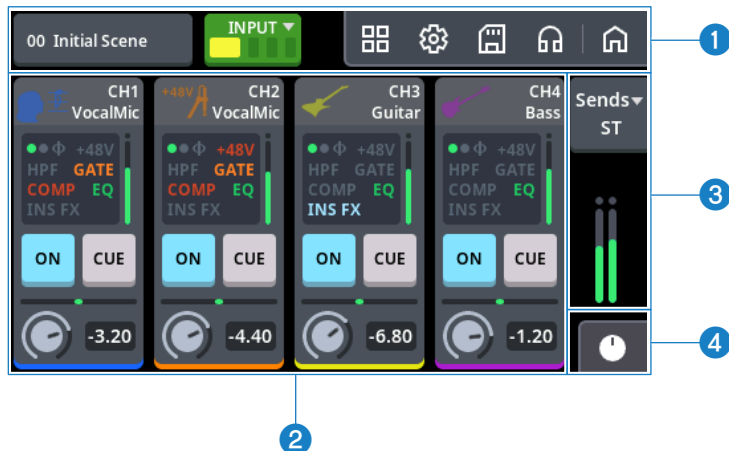 00 Initial Scene
INPUT
1
CH1
VocalMic
Φ +48V
HPF GATE
COMP EQ
INS FX
ON CUE
-3.20
+48V
CH2
VocalMic
Φ +48V
HPF GATE
COMP EQ
INS FX
ON CUE
-4.40
CH3
Guitar
Φ +48V
HPF GATE
COMP EQ
INS FX
ON CUE
-6.80
CH4
Bass
Φ +48V
HPF GATE
COMP EQ
INS FX
ON CUE
-1.20
Sends
ST
3
4
2